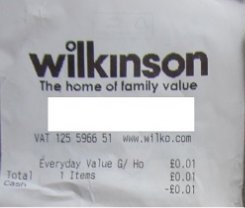 wilkinson
The home of family value
VAT 125 5966 51 www.wilko.com
Everyday Value G/ Ho £0.01
Total 1 Items £0.01
Cash -£0.01